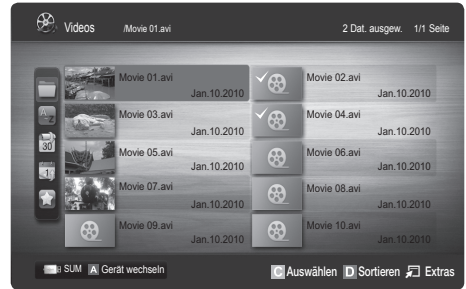 Videos /Movie 01.avi 2 Dat. ausgew. 1/1 Seite
Movie 01.avi Movie 02.avi
Jan.10.2010 Jan.10.2010
Movie 03.avi Movie 04.avi
Jan.10.2010 Jan.10.2010
Movie 05.avi Movie 06.avi
Jan.10.2010 Jan.10.2010
Movie 07.avi Movie 08.avi
Jan.10.2010 Jan.10.2010
Movie 09.avi Movie 10.avi
Jan.10.2010 Jan.10.2010
A Z
30
1
SUM A Gerät wechseln C Auswählen D Sortieren Extras